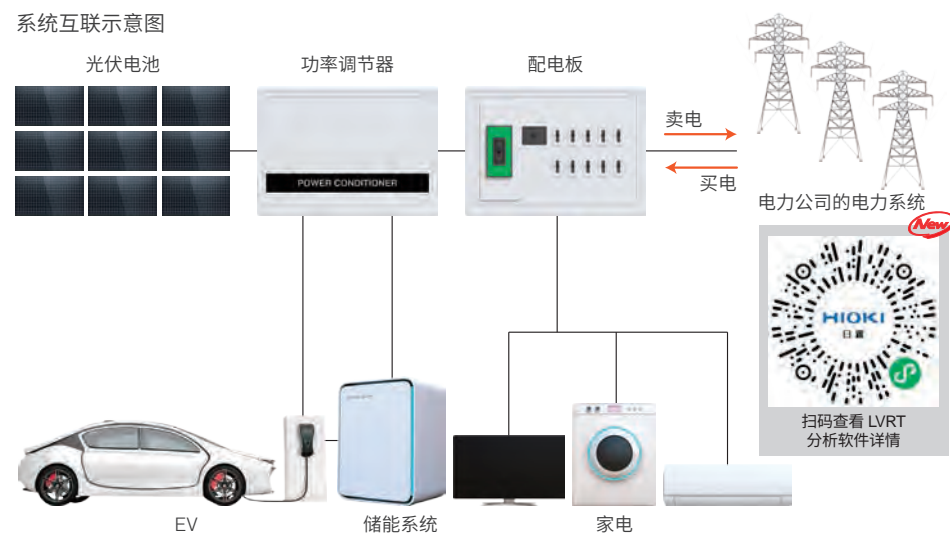 系统互联示意图
光伏电池
功率调节器
配电板
卖电
买电
POWER CONDITIONER
电力公司的电力系统
New
HIOKI
日置
扫码查看 LVRT
分析软件详情
EV
储能系统
家电